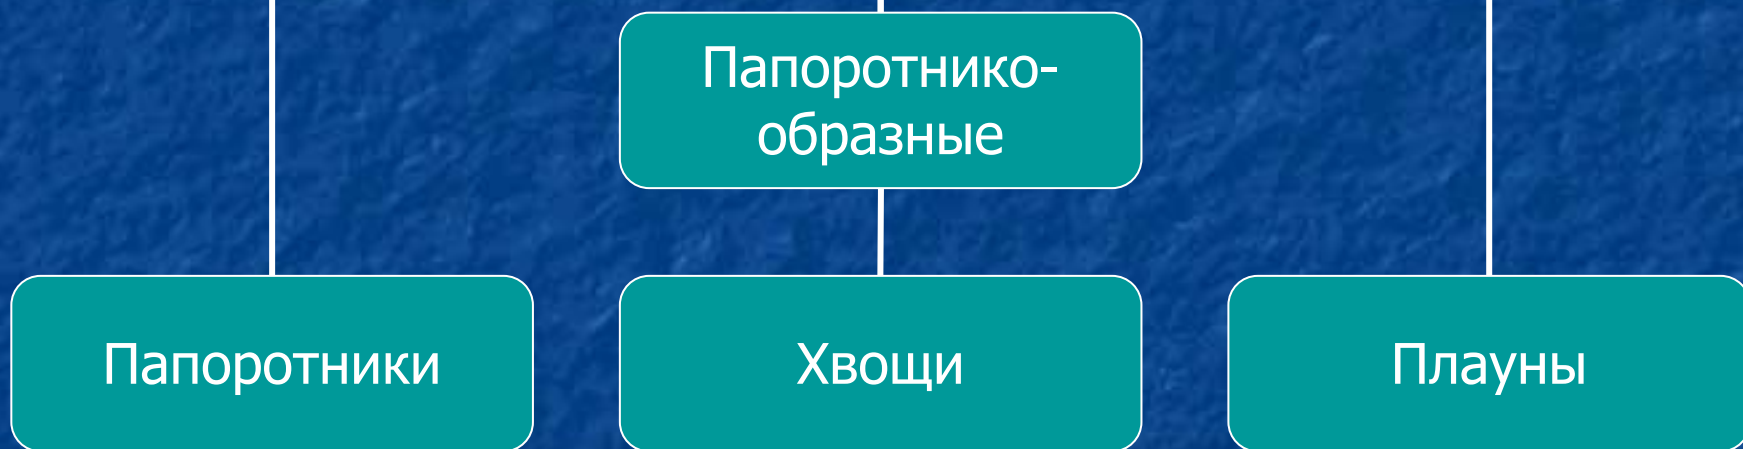 Папоротнико-
образные
Папоротники
Хвощи
Плауны